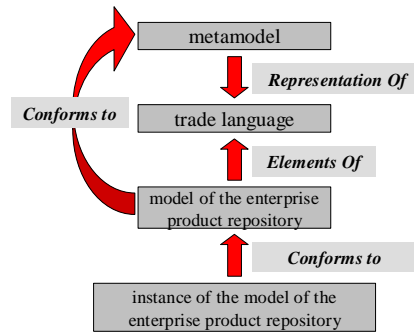 metamodel
Representation Of
Conforms to
trade language
Elements Of
model of the enterprise
product repository
Conforms to
instance of the model of the
enterprise product repository